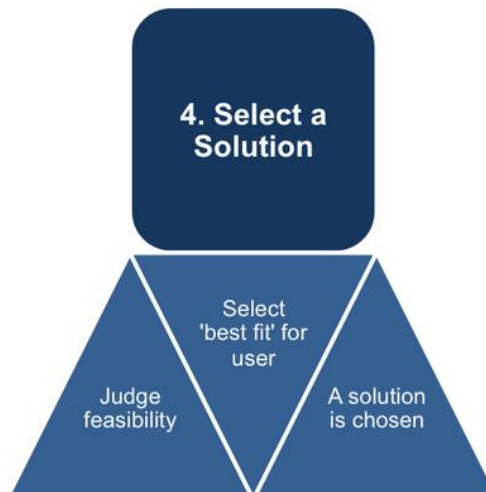 4. Select a
Solution
Select
'best fit' for
user
Judge
feasibility
A solution
is chosen